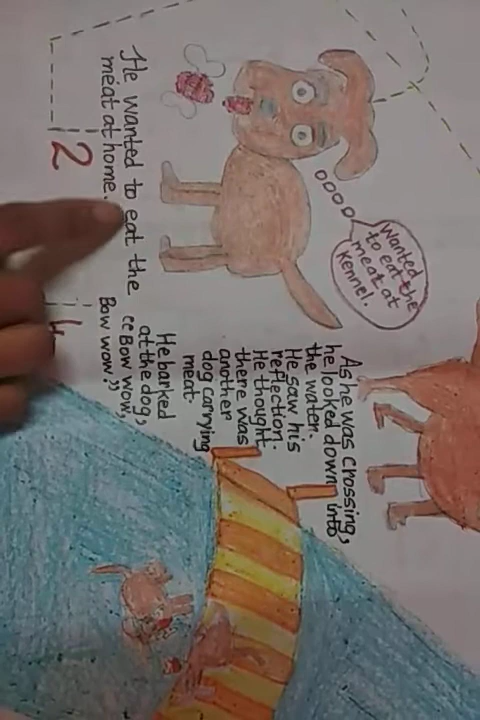 Wanted
to eat the
meat at
Kennel.
He wanted to eat the
meat at home.
2
As he was crossing,
he looked down into
the water.
He saw his
reflection.
He thought
there was
another
dog carrying
meat.
He barked
at the dog,
"Bow wow,
Bow wow."
4